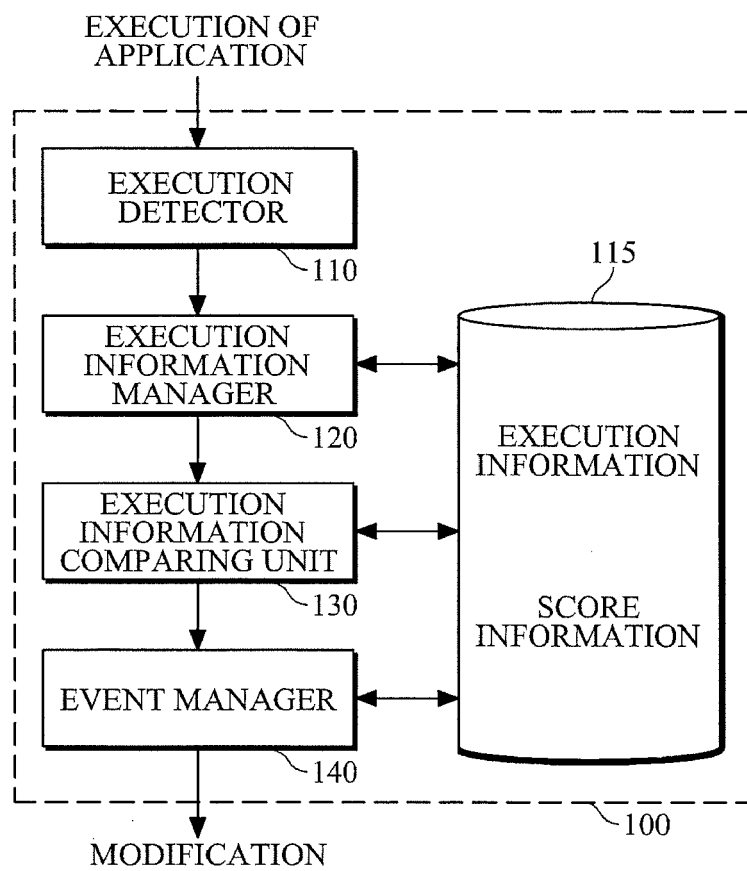 EXECUTION OF
APPLICATION
EXECUTION
DETECTOR
110
115
EXECUTION
INFORMATION
MANAGER
120
EXECUTION
INFORMATION
EXECUTION
INFORMATION
COMPARING UNIT
130
SCORE
INFORMATION
EVENT MANAGER
140
100
MODIFICATION